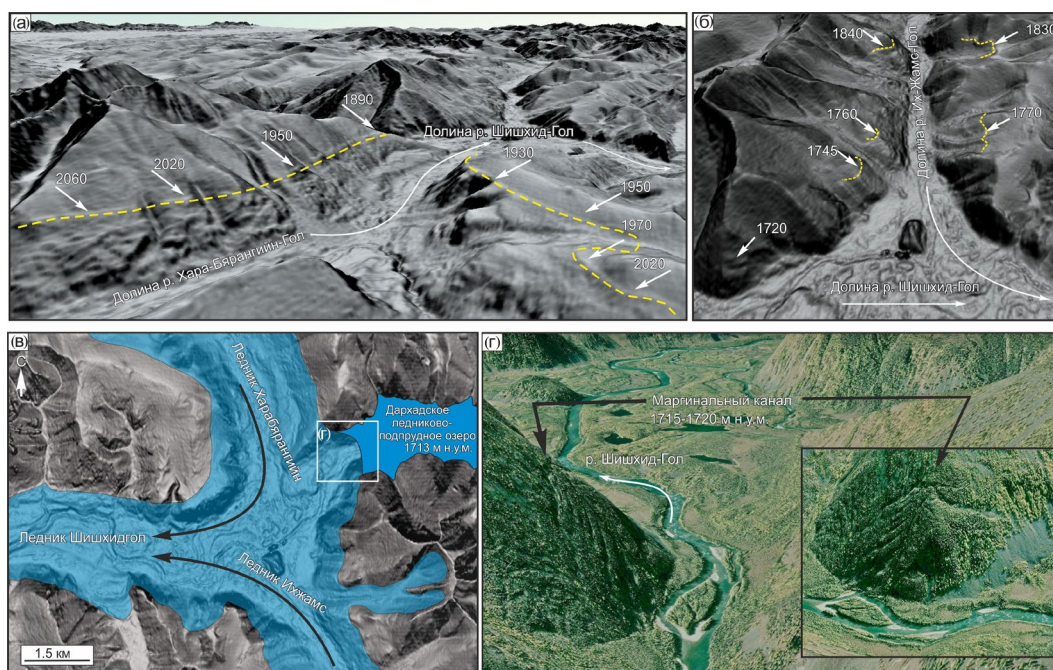 (а)
1890
Долина р. Шишхид-Гол
1950
1930
2020
2060
1950
1970
2020
Долина р. Хара-Бярангийн-Гол
(б)
1840
1830
Долина р. Их-Жамс-Гол
1760
1770
1745
1720
Долина р. Шишхид-Гол
(в)
С
Ледник Харабярангийн
Дархадское
ледниково-
подпрудное озеро
1713 м н.у.м.
(г)
Ледник Шишхидгол
Ледник Ихжамс
1.5 км
(г)
Маргинальный канал
1715-1720 м н.у.м.
р. Шишхид-Гол